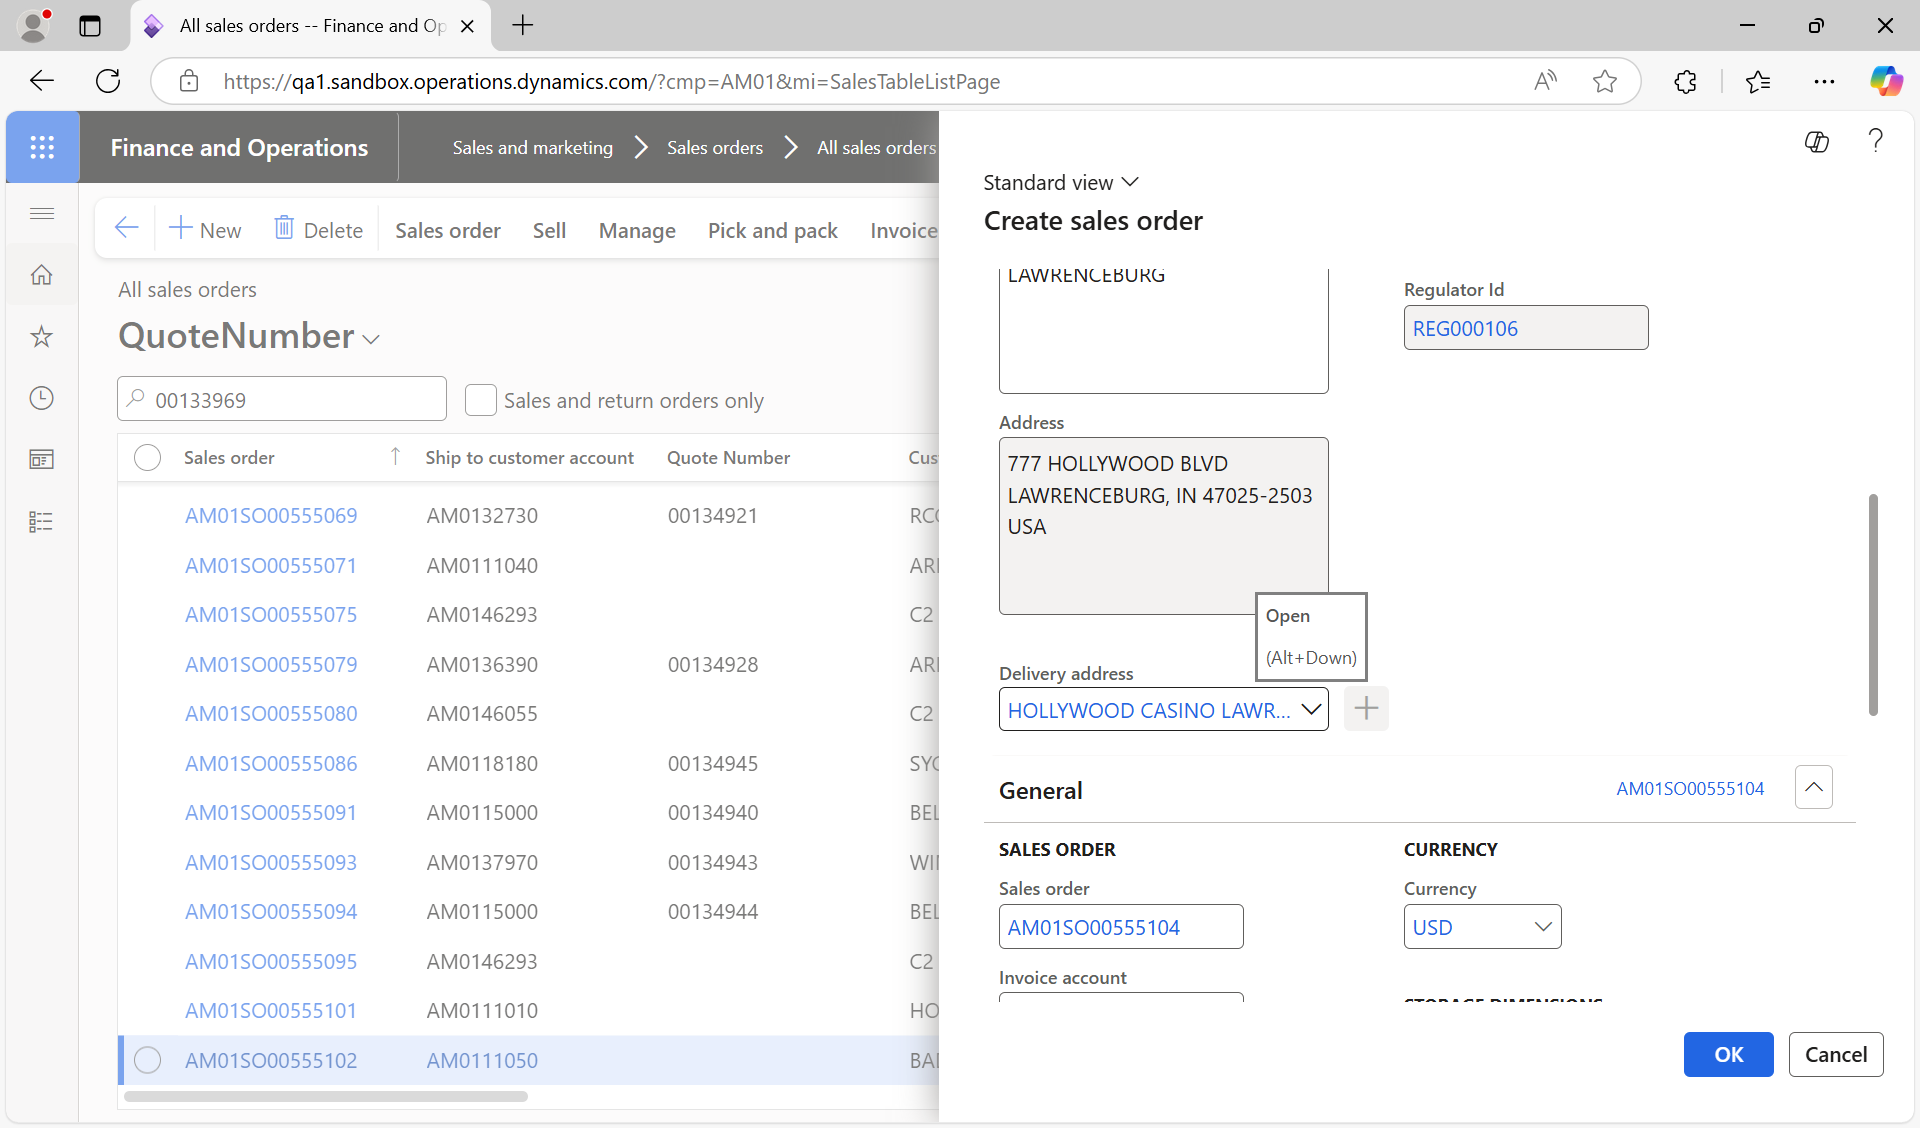 All sales orders -- Finance and Op
https://qa1.sandbox.operations.dynamics.com/?cmp=AM01&mi=SalesTableListPage
Finance and Operations
Sales and marketing
Sales orders
All sales orders
New
Delete
Sales order
Sell
Manage
Pick and pack
Invoice
All sales orders
QuoteNumber
00133969
Sales and return orders only
Sales order
Ship to customer account
Quote Number
Cus
AM01SO00555069 AM0132730 00134921 RCC
AM01SO00555071 AM0111040 ARI
AM01SO00555075 AM0146293 C2
AM01SO00555079 AM0136390 00134928 ARI
AM01SO00555080 AM0146055 C2
AM01SO00555086 AM0118180 00134945 SYC
AM01SO00555091 AM0115000 00134940 BEL
AM01SO00555093 AM0137970 00134943 WI
AM01SO00555094 AM0115000 00134944 BEL
AM01SO00555095 AM0146293 C2
AM01SO00555101 AM0111010 HO
AM01SO00555102 AM0111050 BA
Standard view
Create sales order
LAWRENCEBURG
Regulator Id
REG000106
Address
777 HOLLYWOOD BLVD
LAWRENCEBURG, IN 47025-2503
USA
Open
(Alt+Down)
Delivery address
HOLLYWOOD CASINO LAWR...
General
AM01SO00555104
SALES ORDER
CURRENCY
Sales order
Currency
AM01SO00555104
USD
Invoice account
STORAGE DIMENSIONS
OK
Cancel